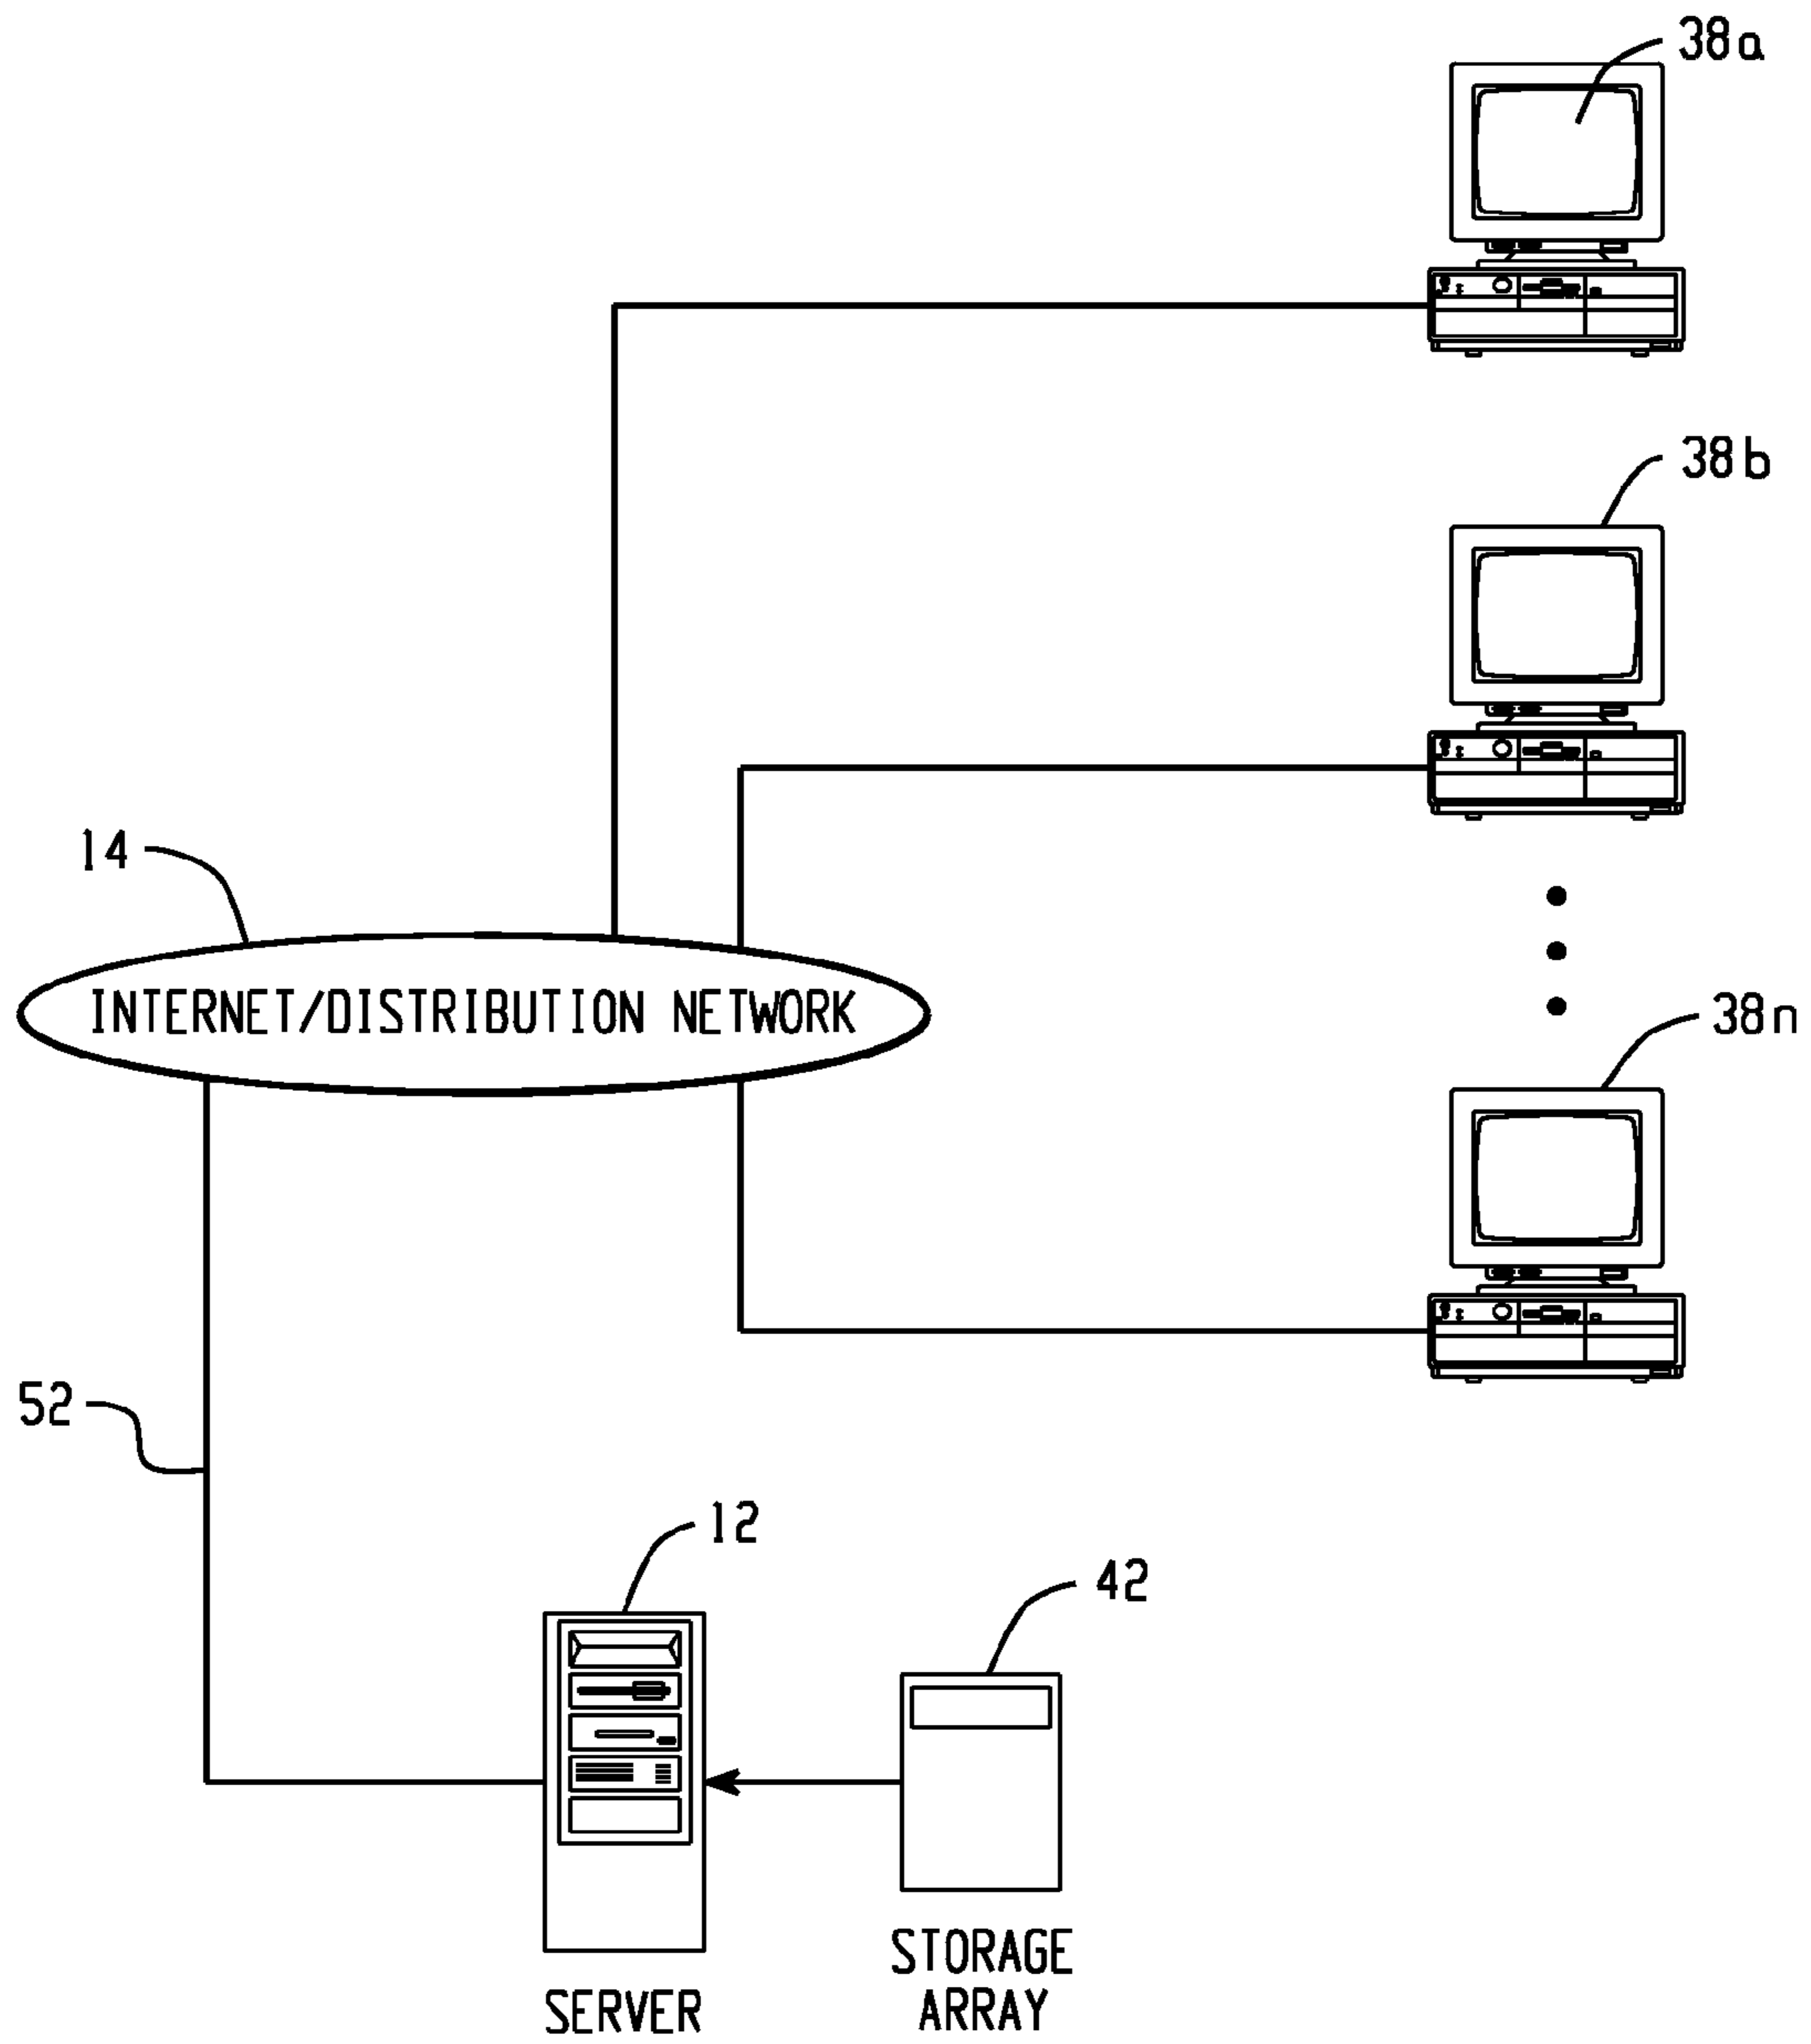 38a
38b
14
INTERNET/DISTRIBUTION NETWORK
38n
52
12
42
STORAGE
ARRAY
SERVER